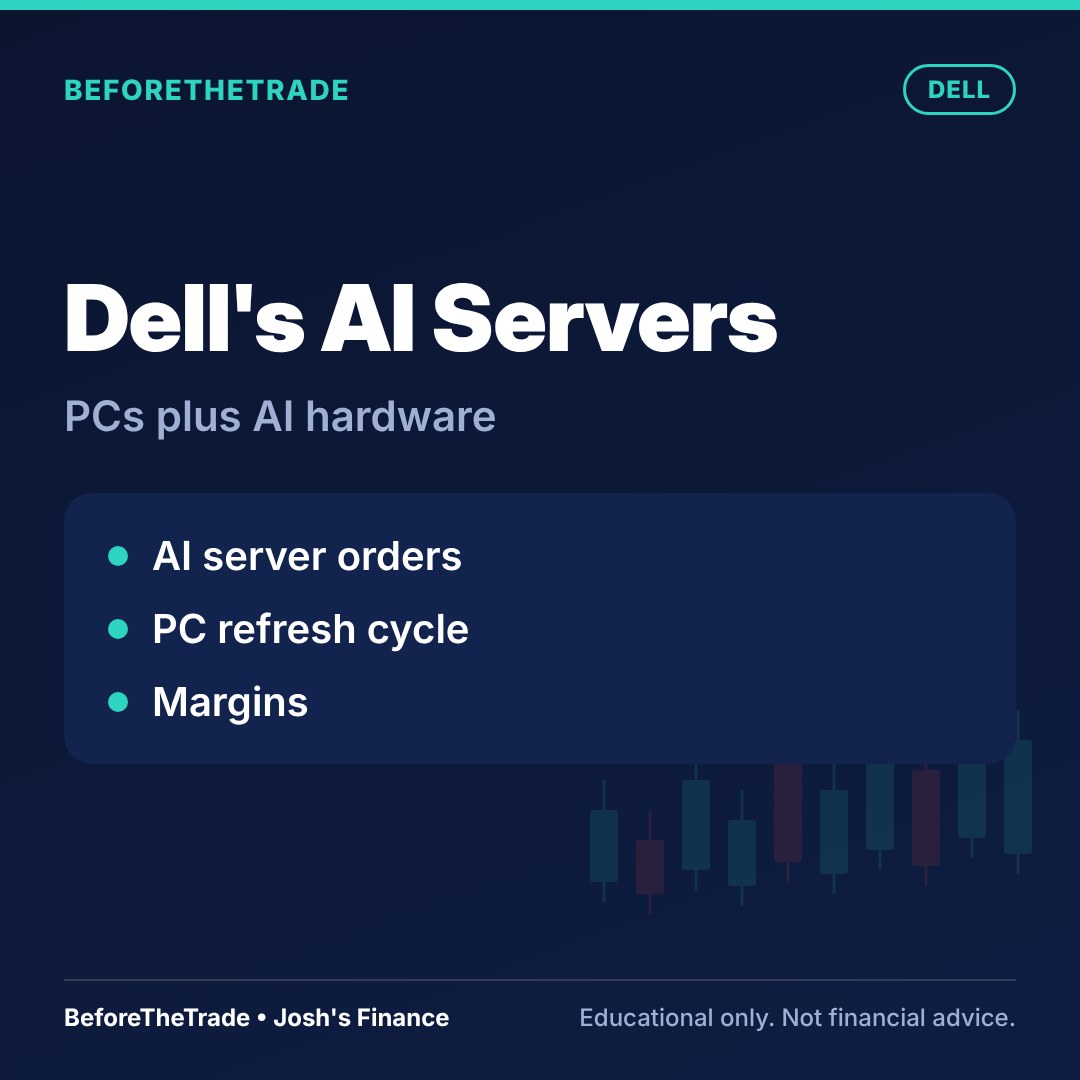 BEFORETHETRADE
DELL
Dell's AI Servers
PCs plus AI hardware
AI server orders
PC refresh cycle
Margins
BeforeTheTrade • Josh's Finance
Educational only. Not financial advice.